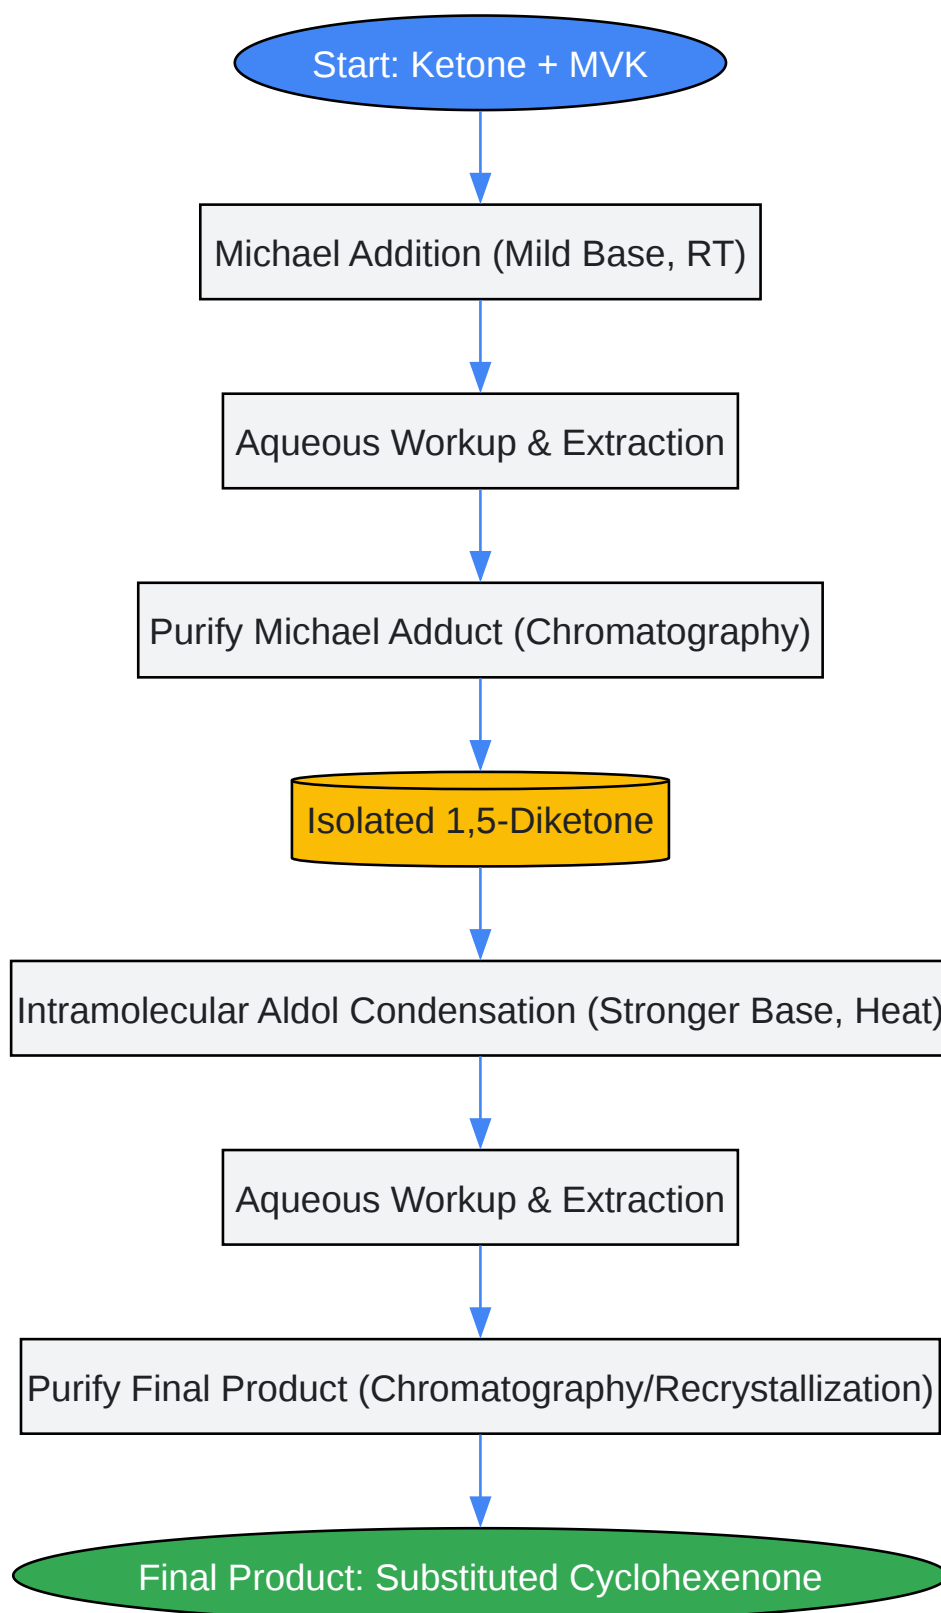 Start: Ketone + MVK
Michael Addition (Mild Base, RT)
Aqueous Workup & Extraction
Purify Michael Adduct (Chromatography)
Isolated 1,5-Diketone
Intramolecular Aldol Condensation (Stronger Base, Heat)
Aqueous Workup & Extraction
Purify Final Product (Chromatography/Recrystallization)
Final Product: Substituted Cyclohexenone